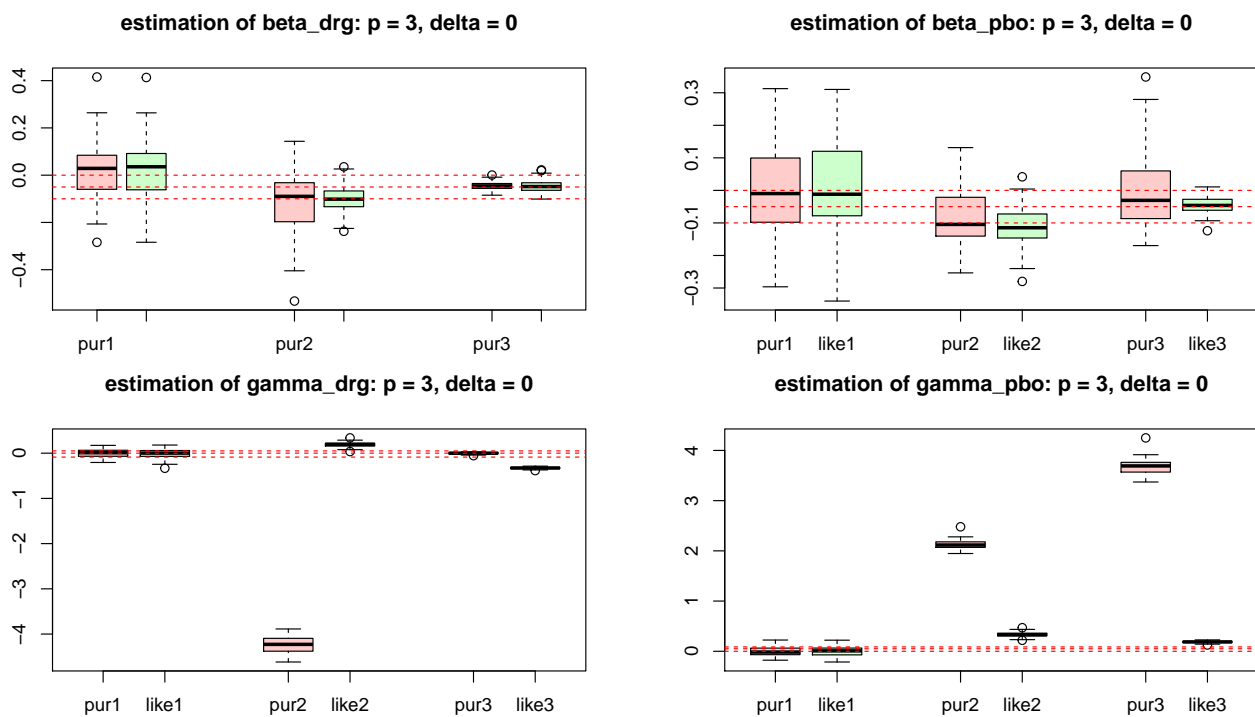 estimation of beta_drg: p = 3, delta = 0
0.4
0.2
0.0
−0.4
pur1 pur2 pur3
estimation of beta_pbo: p = 3, delta = 0
0.3
0.1
−0.1
−0.3
pur1 like1 pur2 like2 pur3 like3
estimation of gamma_drg: p = 3, delta = 0
0
−1
−2
−3
−4
pur1 like1 pur2 like2 pur3 like3
estimation of gamma_pbo: p = 3, delta = 0
4
3
2
1
0
pur1 like1 pur2 like2 pur3 like3